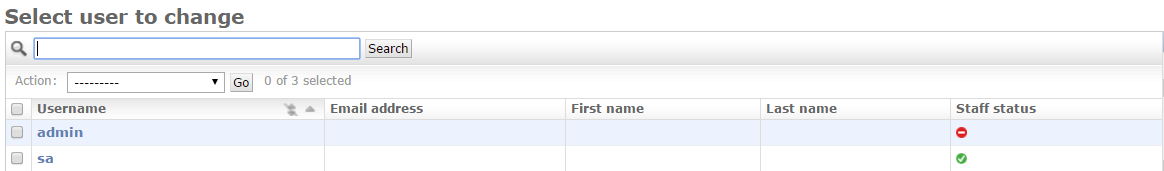 Select user to change
Search
Action: --------- Go 0 of 3 selected
Username Email address First name Last name Staff status
admin
sa